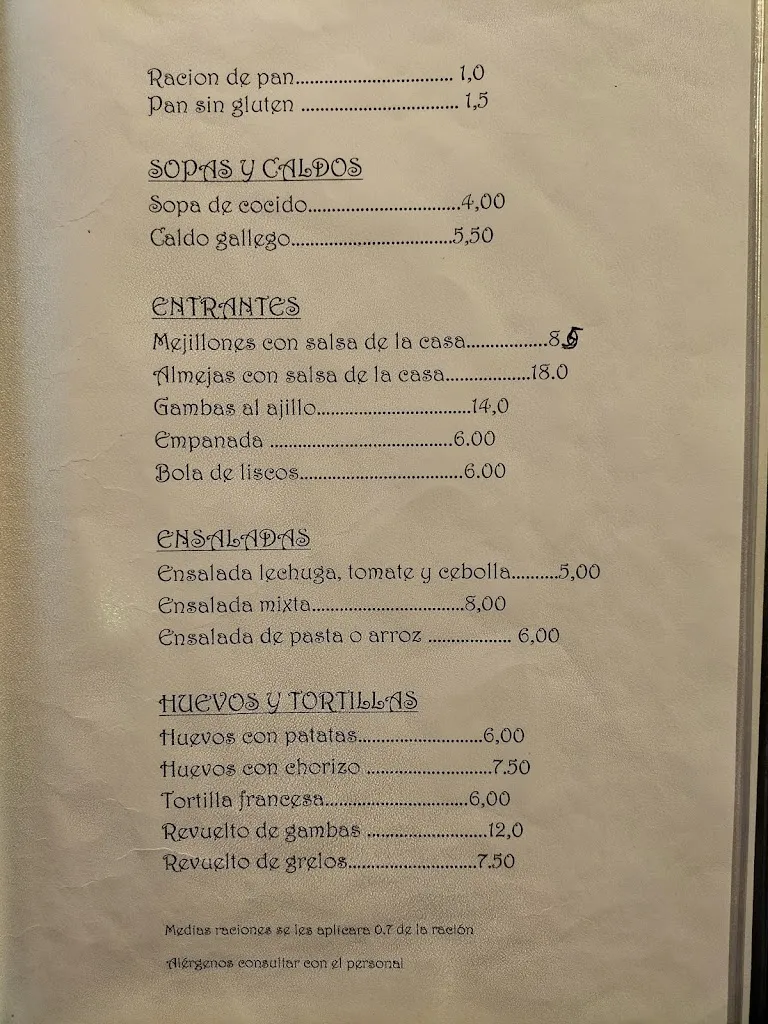 Racion de pan................................ 1,0
Pan sin gluten ................................ 1,5
SOPAS Y CALDOS
Sopa de cocido................................4,00
Caldo gallego..................................5,50
ENTRANTES
Mejillones con salsa de la casa.................8,5
Almejas con salsa de la casa..................18.0
Gambas al ajillo................................14,0
Empanada ......................................6.00
Bola de liscos..................................6.00
ENSALADAS
Ensalada lechuga, tomate y cebolla..........5,00
Ensalada mixta................................8,00
Ensalada de pasta o arroz ................. 6,00
HUEVOS Y TORTILLAS
Huevos con patatas..........................6,00
Huevos con chorizo ..........................7.50
Tortilla francesa..............................6,00
Revuelto de gambas .........................12,0
Revuelto de grelos...........................7.50
Medias raciones se les aplicara 0.7 de la ración
Alérgenos consultar con el personal